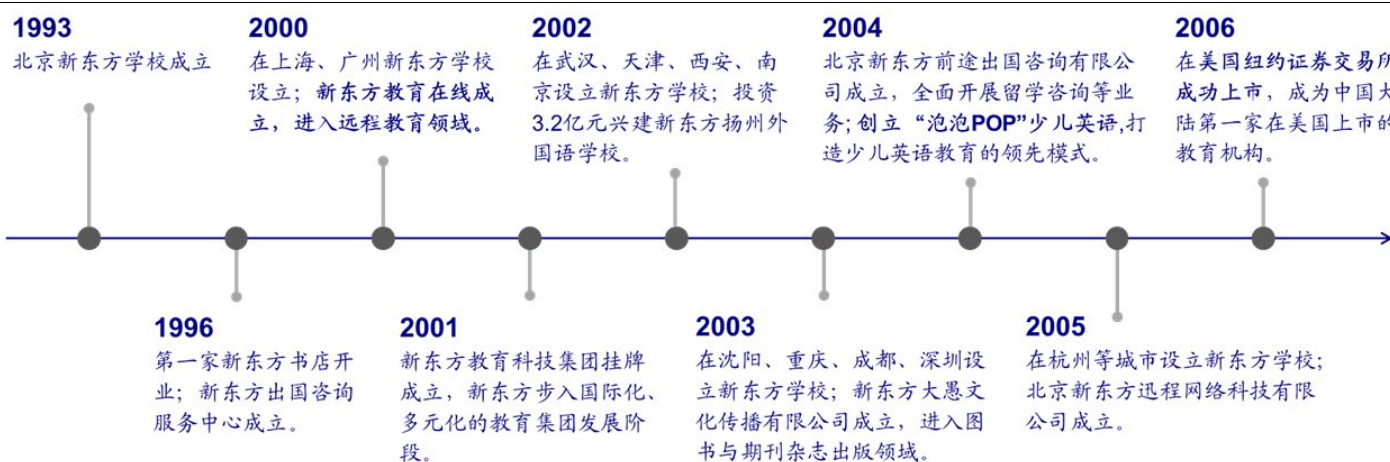 1993
北京新东方学校成立
2000
在上海、广州新东方学校
设立；新东方教育在线成
立，进入远程教育领域。
2002
在武汉、天津、西安、南
京设立新东方学校；投资
3.2亿元兴建新东方扬州外
国语学校。
2004
北京新东方前途出国咨询有限公
司成立，全面开展留学咨询等业
务;创立“泡泡POP”少儿英语,打
造少儿英语教育的领先模式。
2006
在美国纽约证券交易所
成功上市，成为中国大
陆第一家在美国上市的
教育机构。
1996
第一家新东方书店开
业；新东方出国咨询
服务中心成立。
2001
新东方教育科技集团挂牌
成立，新东方步入国际化、
多元化的教育集团发展阶
段。
2003
在沈阳、重庆、成都、深圳设
立新东方学校；新东方大愚文
化传播有限公司成立，进入图
书与期刊杂志出版领域。
2005
在杭州等城市设立新东方学校；
北京新东方迅程网络科技有限
公司成立。